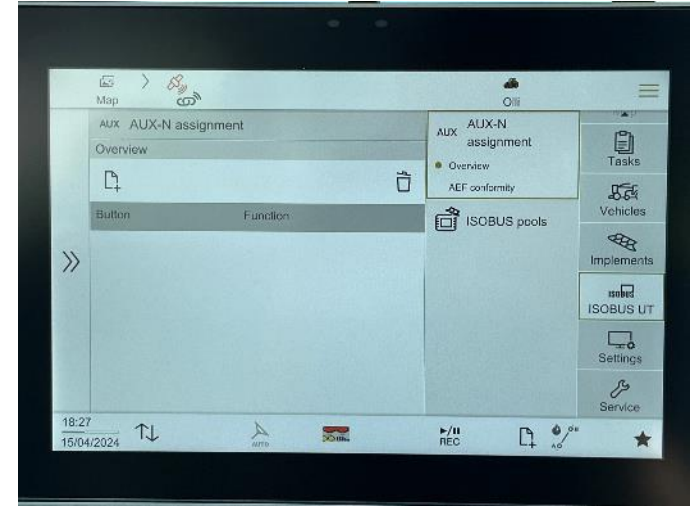 Map
Olli
AUX AUX-N assignment
Overview
Button Function
AUX AUX-N
assignment
Overview
AEF conformity
ISOBUS pools
Tasks
Vehicles
Implements
ISOBUS
ISOBUS UT
Settings
Service
18:27
15/04/2024
AUTO
REC